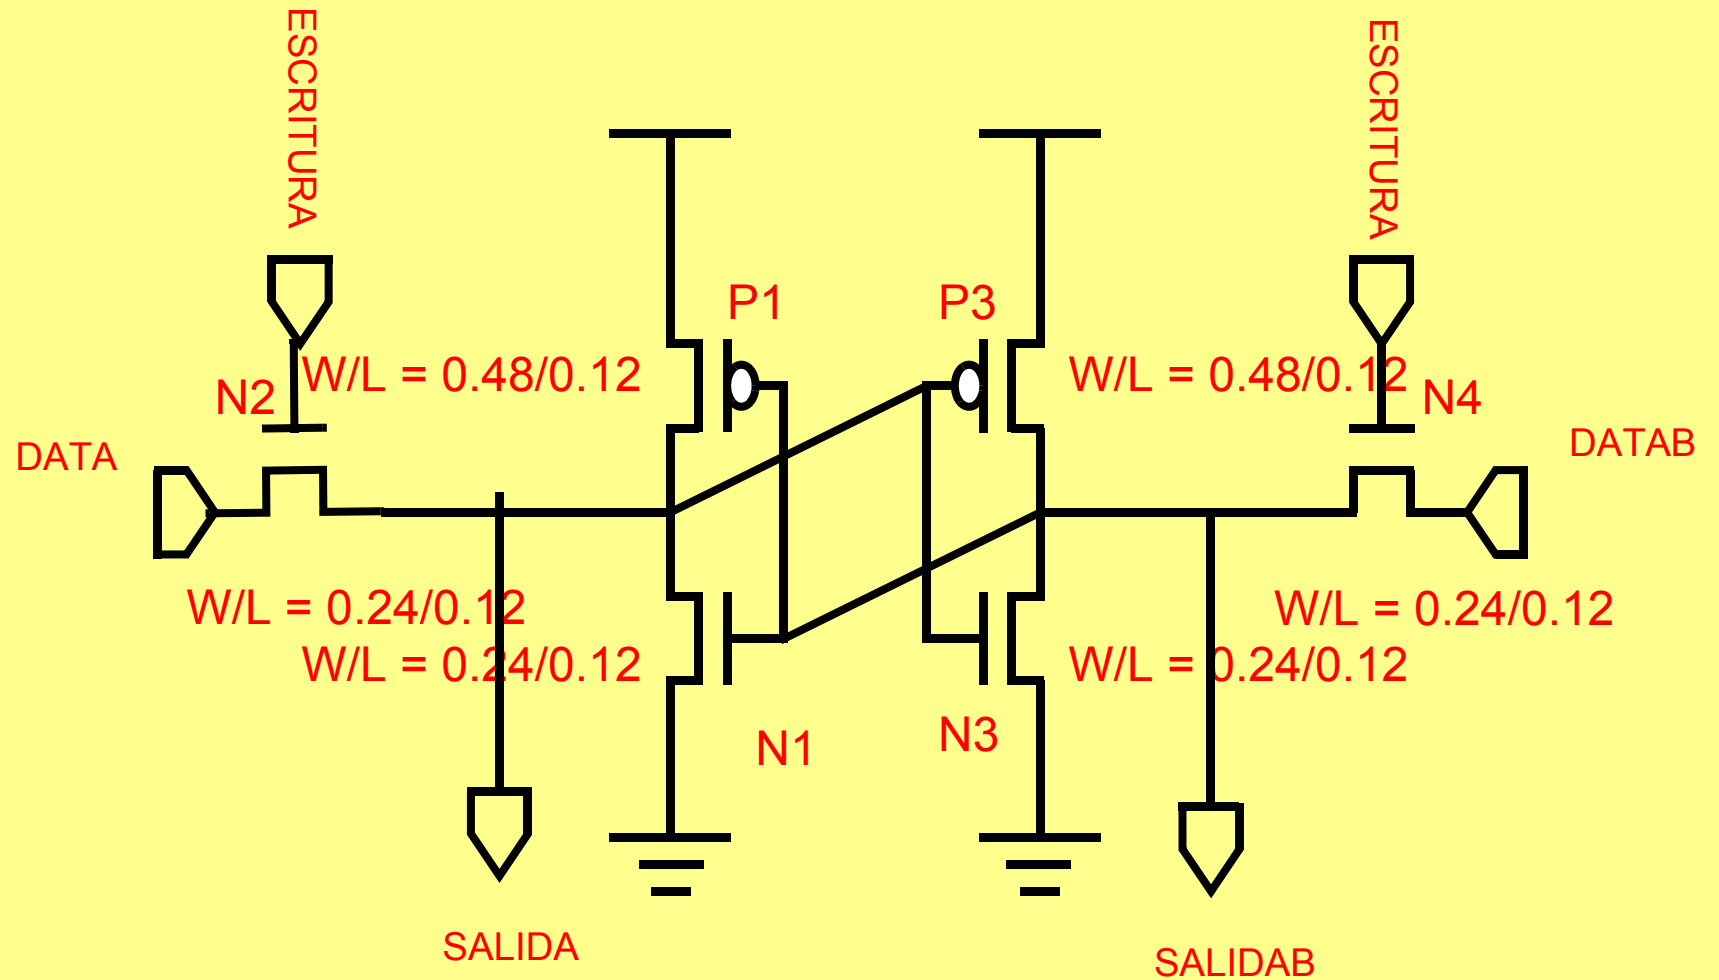 ESCRITURA
ESCRITURA
P1
P3
W/L = 0.48/0.12
W/L = 0.48/0.12
N2
N4
DATA
DATAB
W/L = 0.24/0.12
W/L = 0.24/0.12
W/L = 0.24/0.12
W/L = 0.24/0.12
N1
N3
SALIDA
SALIDAB